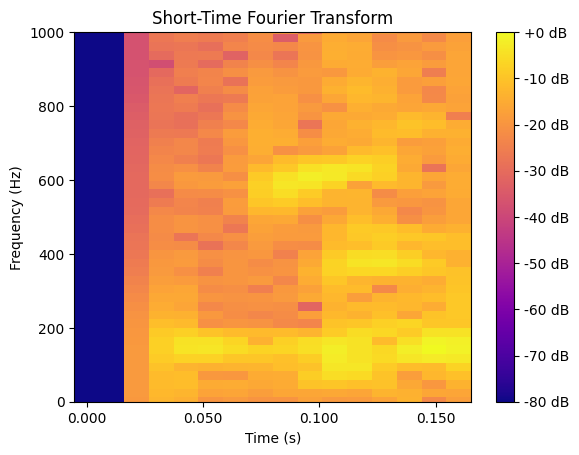 Short-Time Fourier Transform
1000
800
600
400
200
0
Frequency (Hz)
0.000
0.050
0.100
0.150
Time (s)
+0 dB
-10 dB
-20 dB
-30 dB
-40 dB
-50 dB
-60 dB
-70 dB
-80 dB